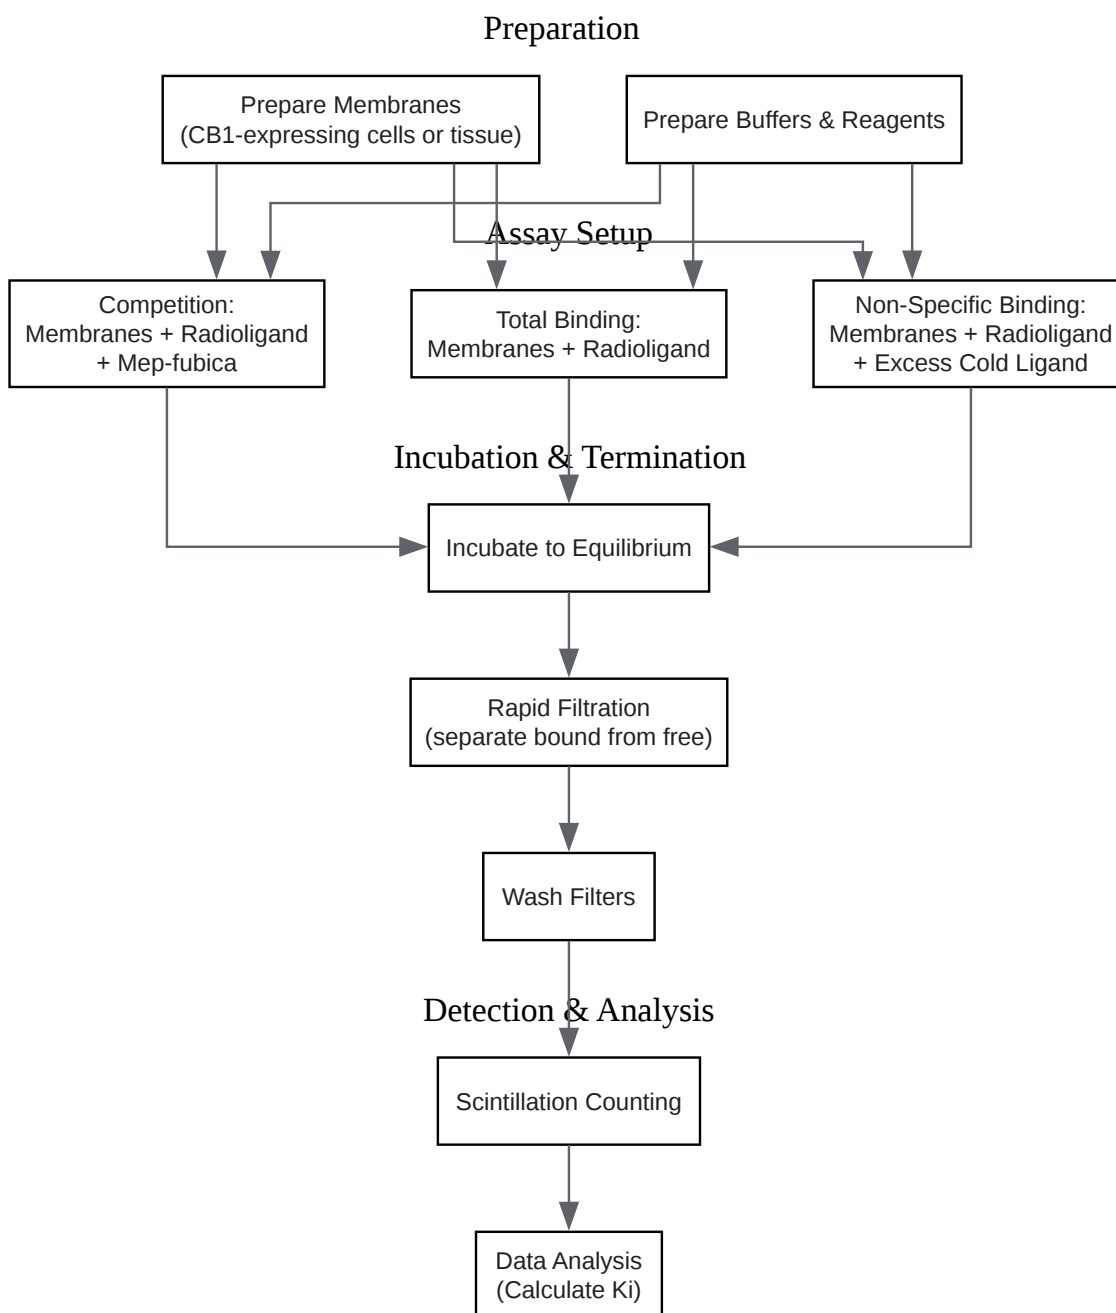 Preparation
Prepare Membranes
(CB1-expressing cells or tissue)
Prepare Buffers & Reagents
Assay Setup
Competition:
Membranes + Radioligand
+ Mep-fubica
Total Binding:
Membranes + Radioligand
Non-Specific Binding:
Membranes + Radioligand
+ Excess Cold Ligand
Incubation & Termination
Incubate to Equilibrium
Rapid Filtration
(separate bound from free)
Wash Filters
Detection & Analysis
Scintillation Counting
Data Analysis
(Calculate Ki)